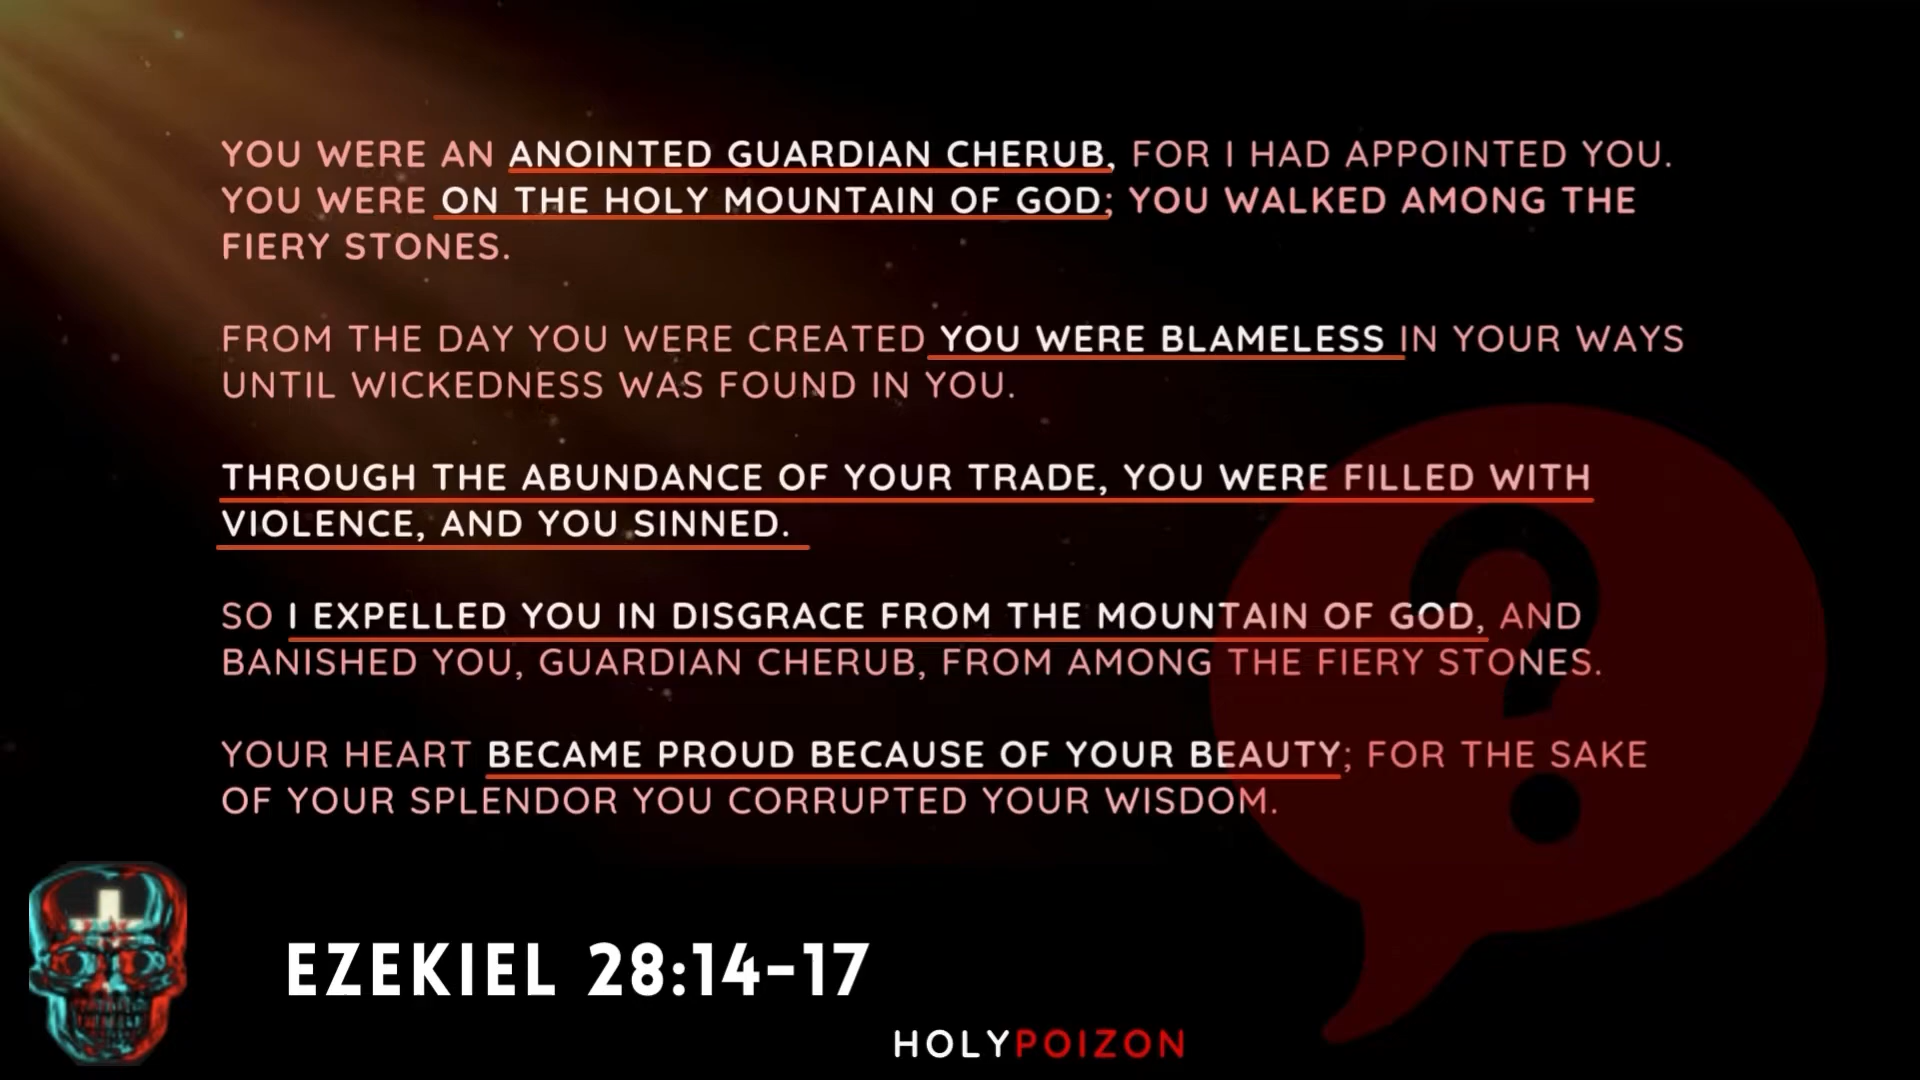 YOU WERE AN ANOINTED GUARDIAN CHERUB, FOR I HAD APPOINTED YOU.
YOU WERE ON THE HOLY MOUNTAIN OF GOD; YOU WALKED AMONG THE
FIERY STONES.
FROM THE DAY YOU WERE CREATED YOU WERE BLAMELESS IN YOUR WAYS
UNTIL WICKEDNESS WAS FOUND IN YOU.
THROUGH THE ABUNDANCE OF YOUR TRADE, YOU WERE FILLED WITH
VIOLENCE, AND YOU SINNED.
SO I EXPELLED YOU IN DISGRACE FROM THE MOUNTAIN OF GOD, AND
BANISHED YOU, GUARDIAN CHERUB, FROM AMONG THE FIERY STONES.
YOUR HEART BECAME PROUD BECAUSE OF YOUR BEAUTY; FOR THE SAKE
OF YOUR SPLENDOR YOU CORRUPTED YOUR WISDOM.
?
EZEKIEL 28:14-17
HOLYPOIZON